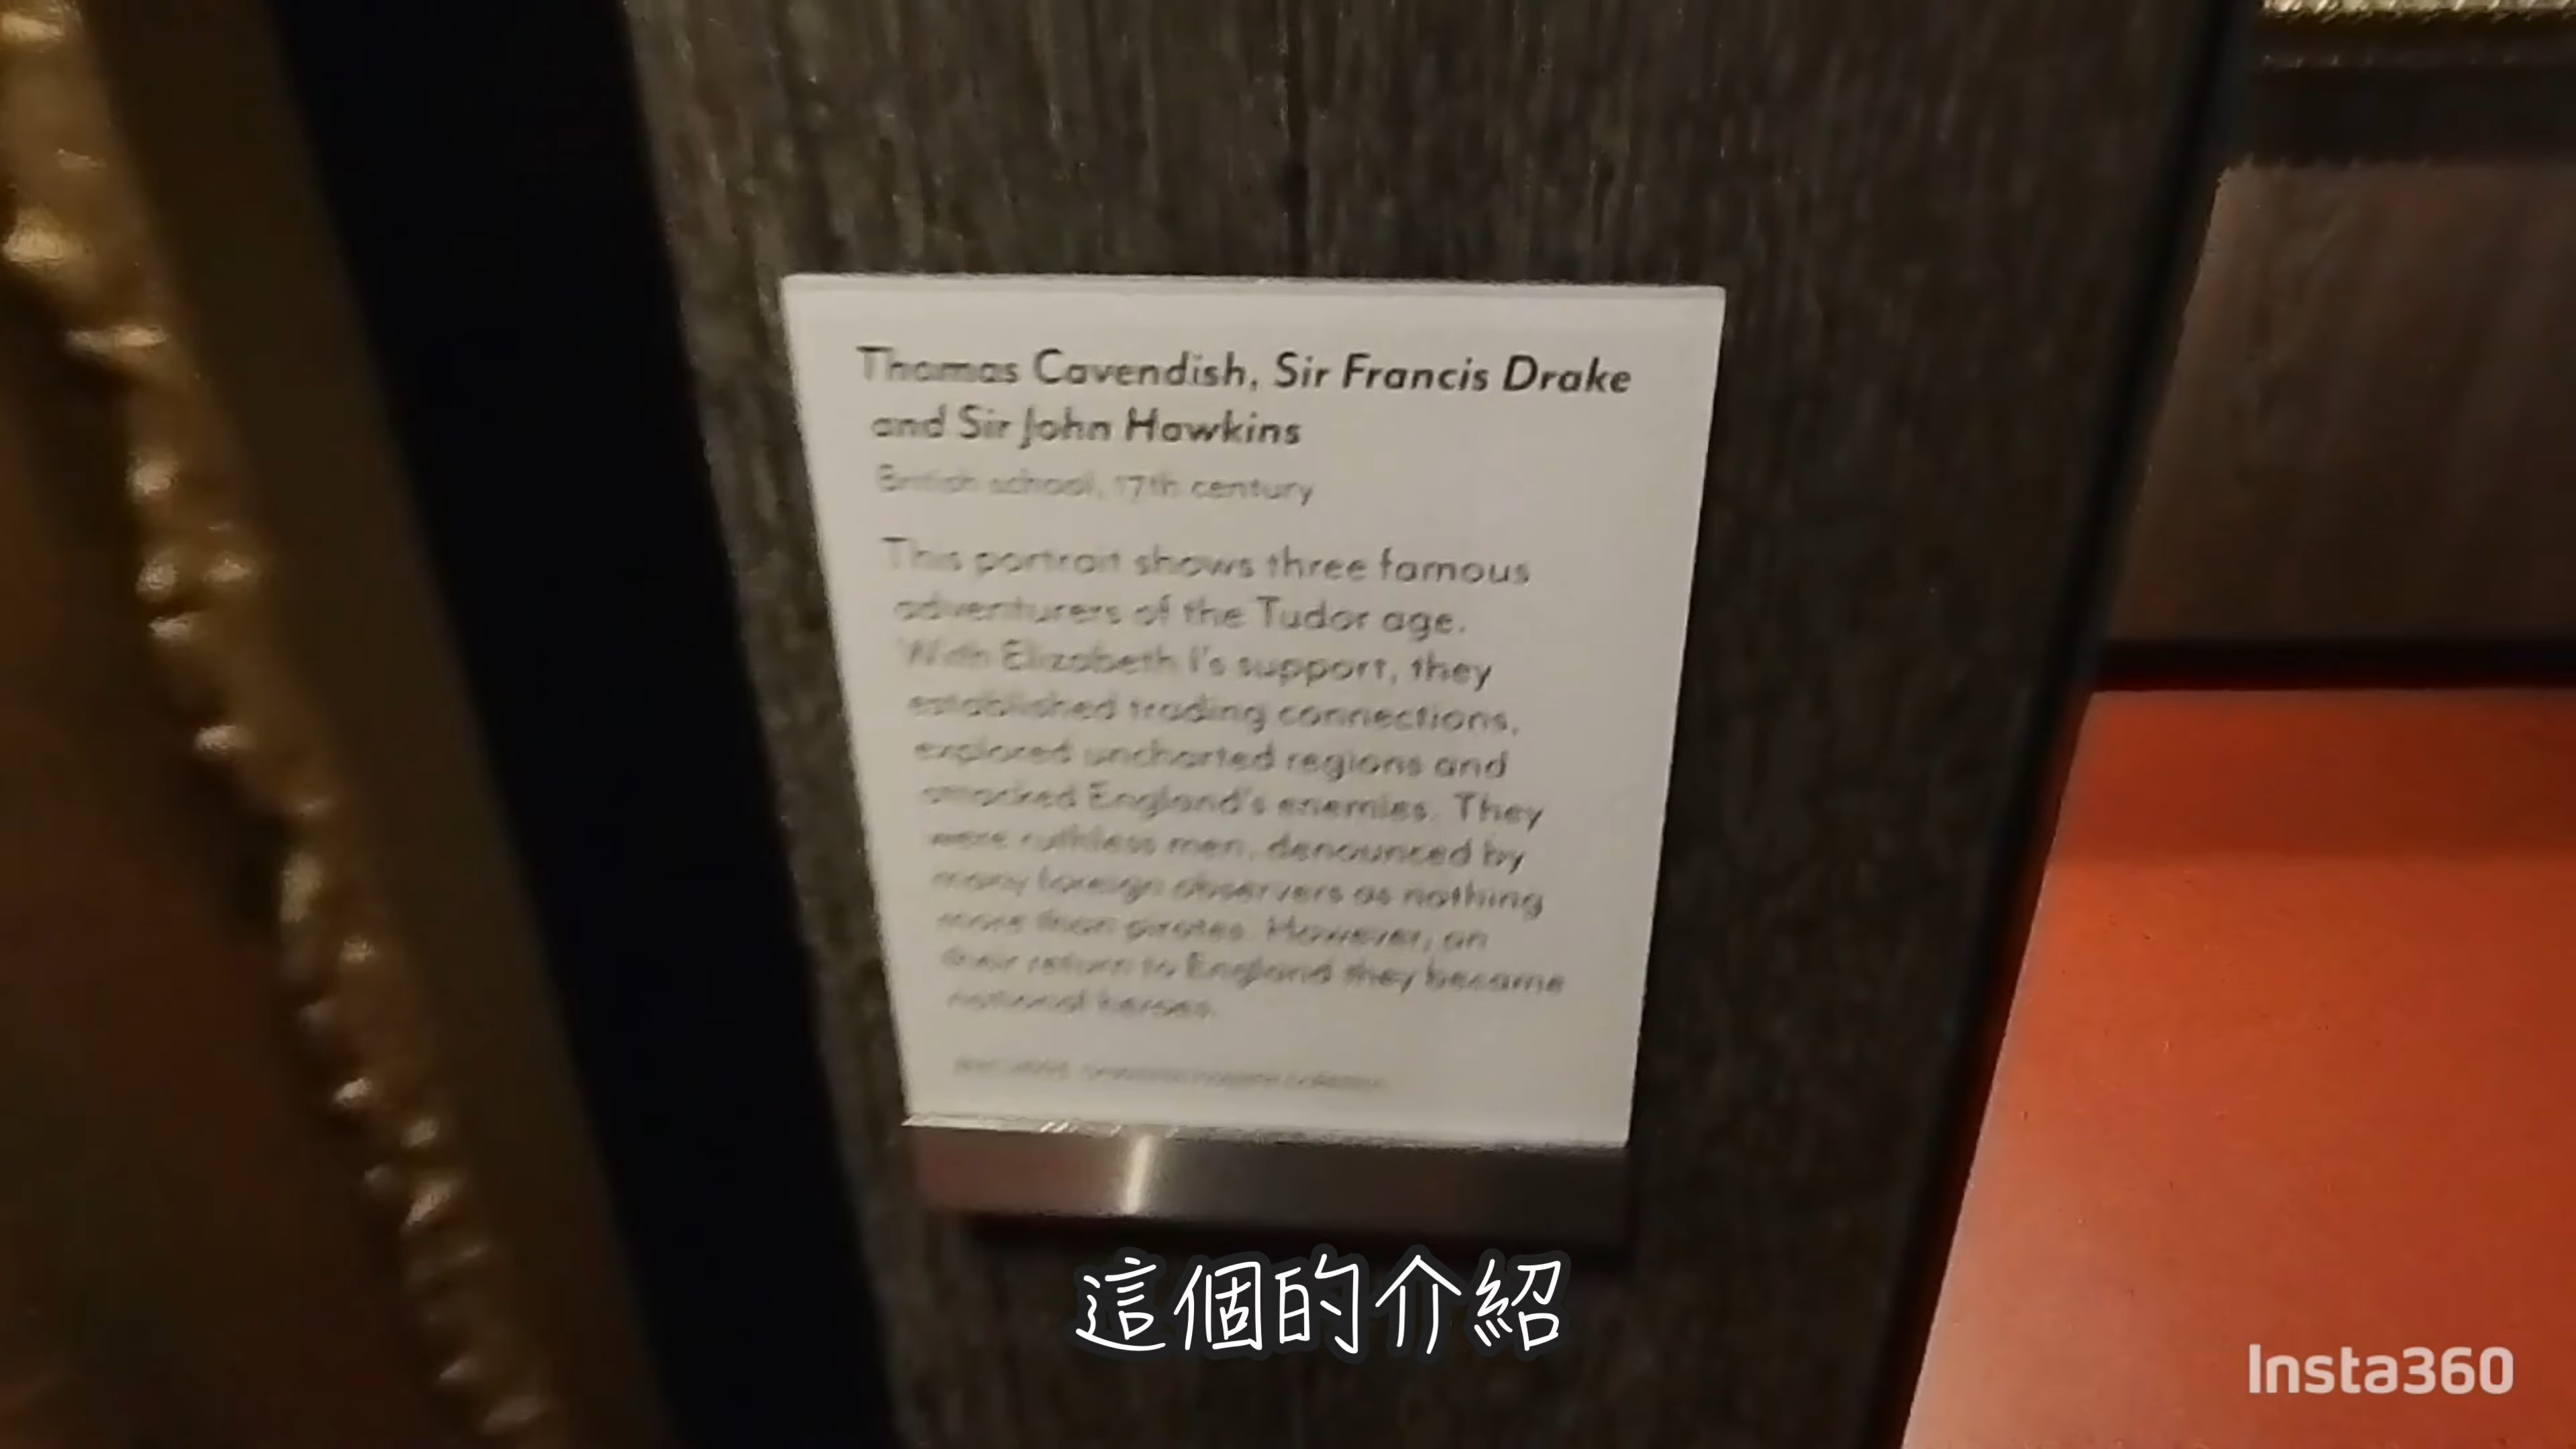 Thomas Cavendish, Sir Francis Drake
and Sir John Hawkins
British school, 17th century
This portrait shows three famous
adventurers of the Tudor age.
With Elizabeth I's support, they
established trading connections,
explored uncharted regions and
attacked England's enemies. They
were ruthless men, denounced by
many foreign observers as nothing
more than pirates. However, on
their return to England they became
national heroes.
這個的介紹
Insta360